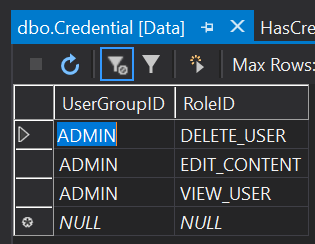 dbo.Credential [Data] HasCre
Max Rows:
UserGroupID RoleID
ADMIN DELETE_USER
ADMIN EDIT_CONTENT
ADMIN VIEW_USER
NULL NULL